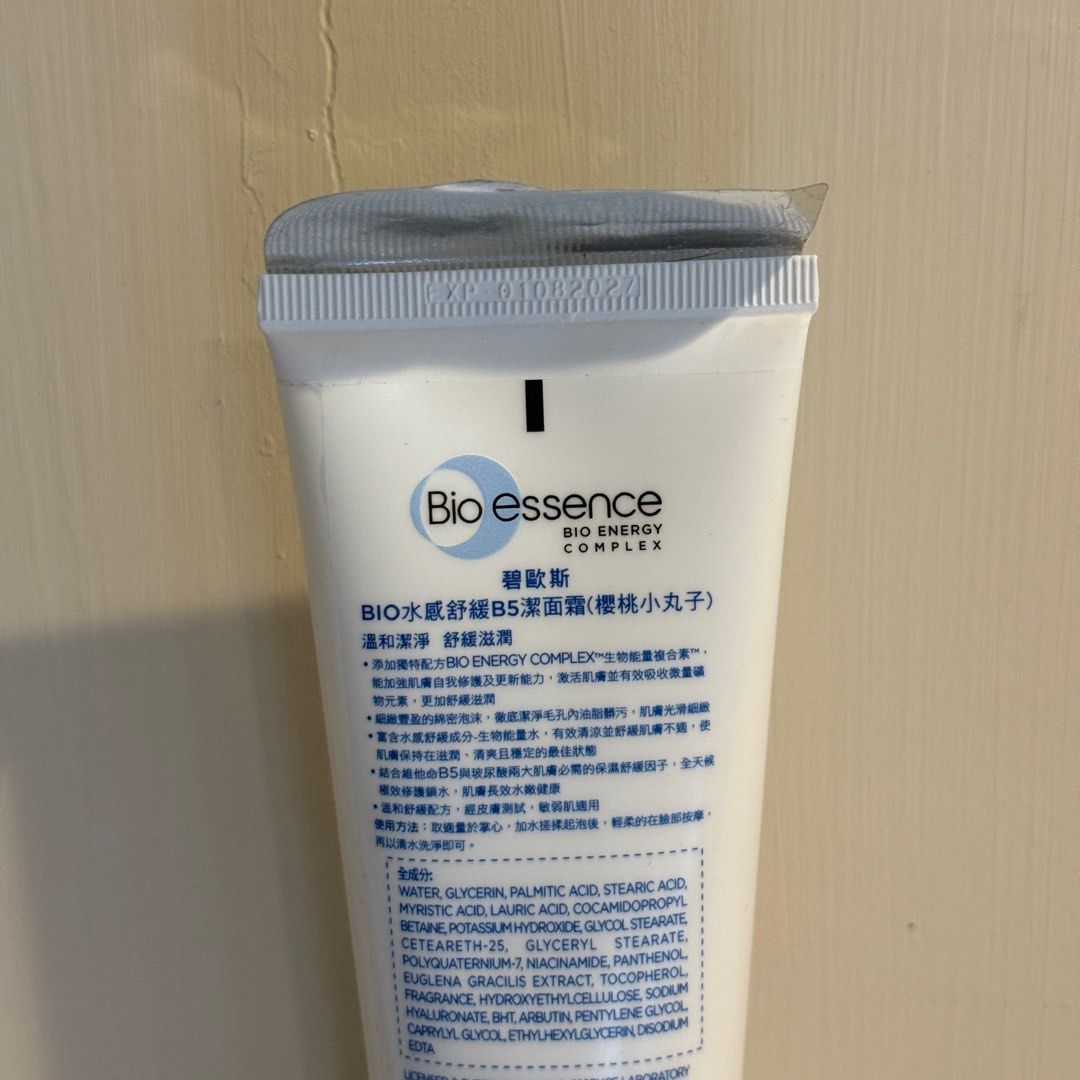 EXP 01082027
Bio essence
BIO ENERGY
COMPLEX
碧歐斯
BIO水感舒緩B5潔面霜(櫻桃小丸子)
溫和潔淨 舒緩滋潤
• 添加獨特配方BIO ENERGY COMPLEX™生物能量複合素™，
能加強肌膚自我修護及更新能力，激活肌膚並有效吸收微量礦
物元素，更加舒緩滋潤
• 細緻豐盈的綿密泡沫，徹底潔淨毛孔內油脂髒污，肌膚光滑細緻
• 富含水感舒緩成分-生物能量水，有效清涼並舒緩肌膚不適，使
肌膚保持在滋潤、清爽且穩定的最佳狀態
• 結合維他命B5與玻尿酸兩大肌膚必需的保濕舒緩因子，全天候
極效修護鎖水，肌膚長效水嫩健康
• 溫和舒緩配方，經皮膚測試，敏弱肌適用
使用方法：取適量於掌心，加水搓揉起泡後，輕柔的在臉部按摩，
再以清水洗淨即可。
全成分:
WATER, GLYCERIN, PALMITIC ACID, STEARIC ACID,
MYRISTIC ACID, LAURIC ACID, COCAMIDOPROPYL
BETAINE, POTASSIUM HYDROXIDE, GLYCOL STEARATE,
CETEARETH-25, GLYCERYL STEARATE,
POLYQUATERNIUM-7, NIACINAMIDE, PANTHENOL,
EUGLENA GRACILIS EXTRACT, TOCOPHEROL,
FRAGRANCE, HYDROXYETHYLCELLULOSE, SODIUM
HYALURONATE, BHT, ARBUTIN, PENTYLENE GLYCOL,
CAPRYLYL GLYCOL, ETHYLHEXYLGLYCERIN, DISODIUM
EDTA
LICENSED LABORATORY